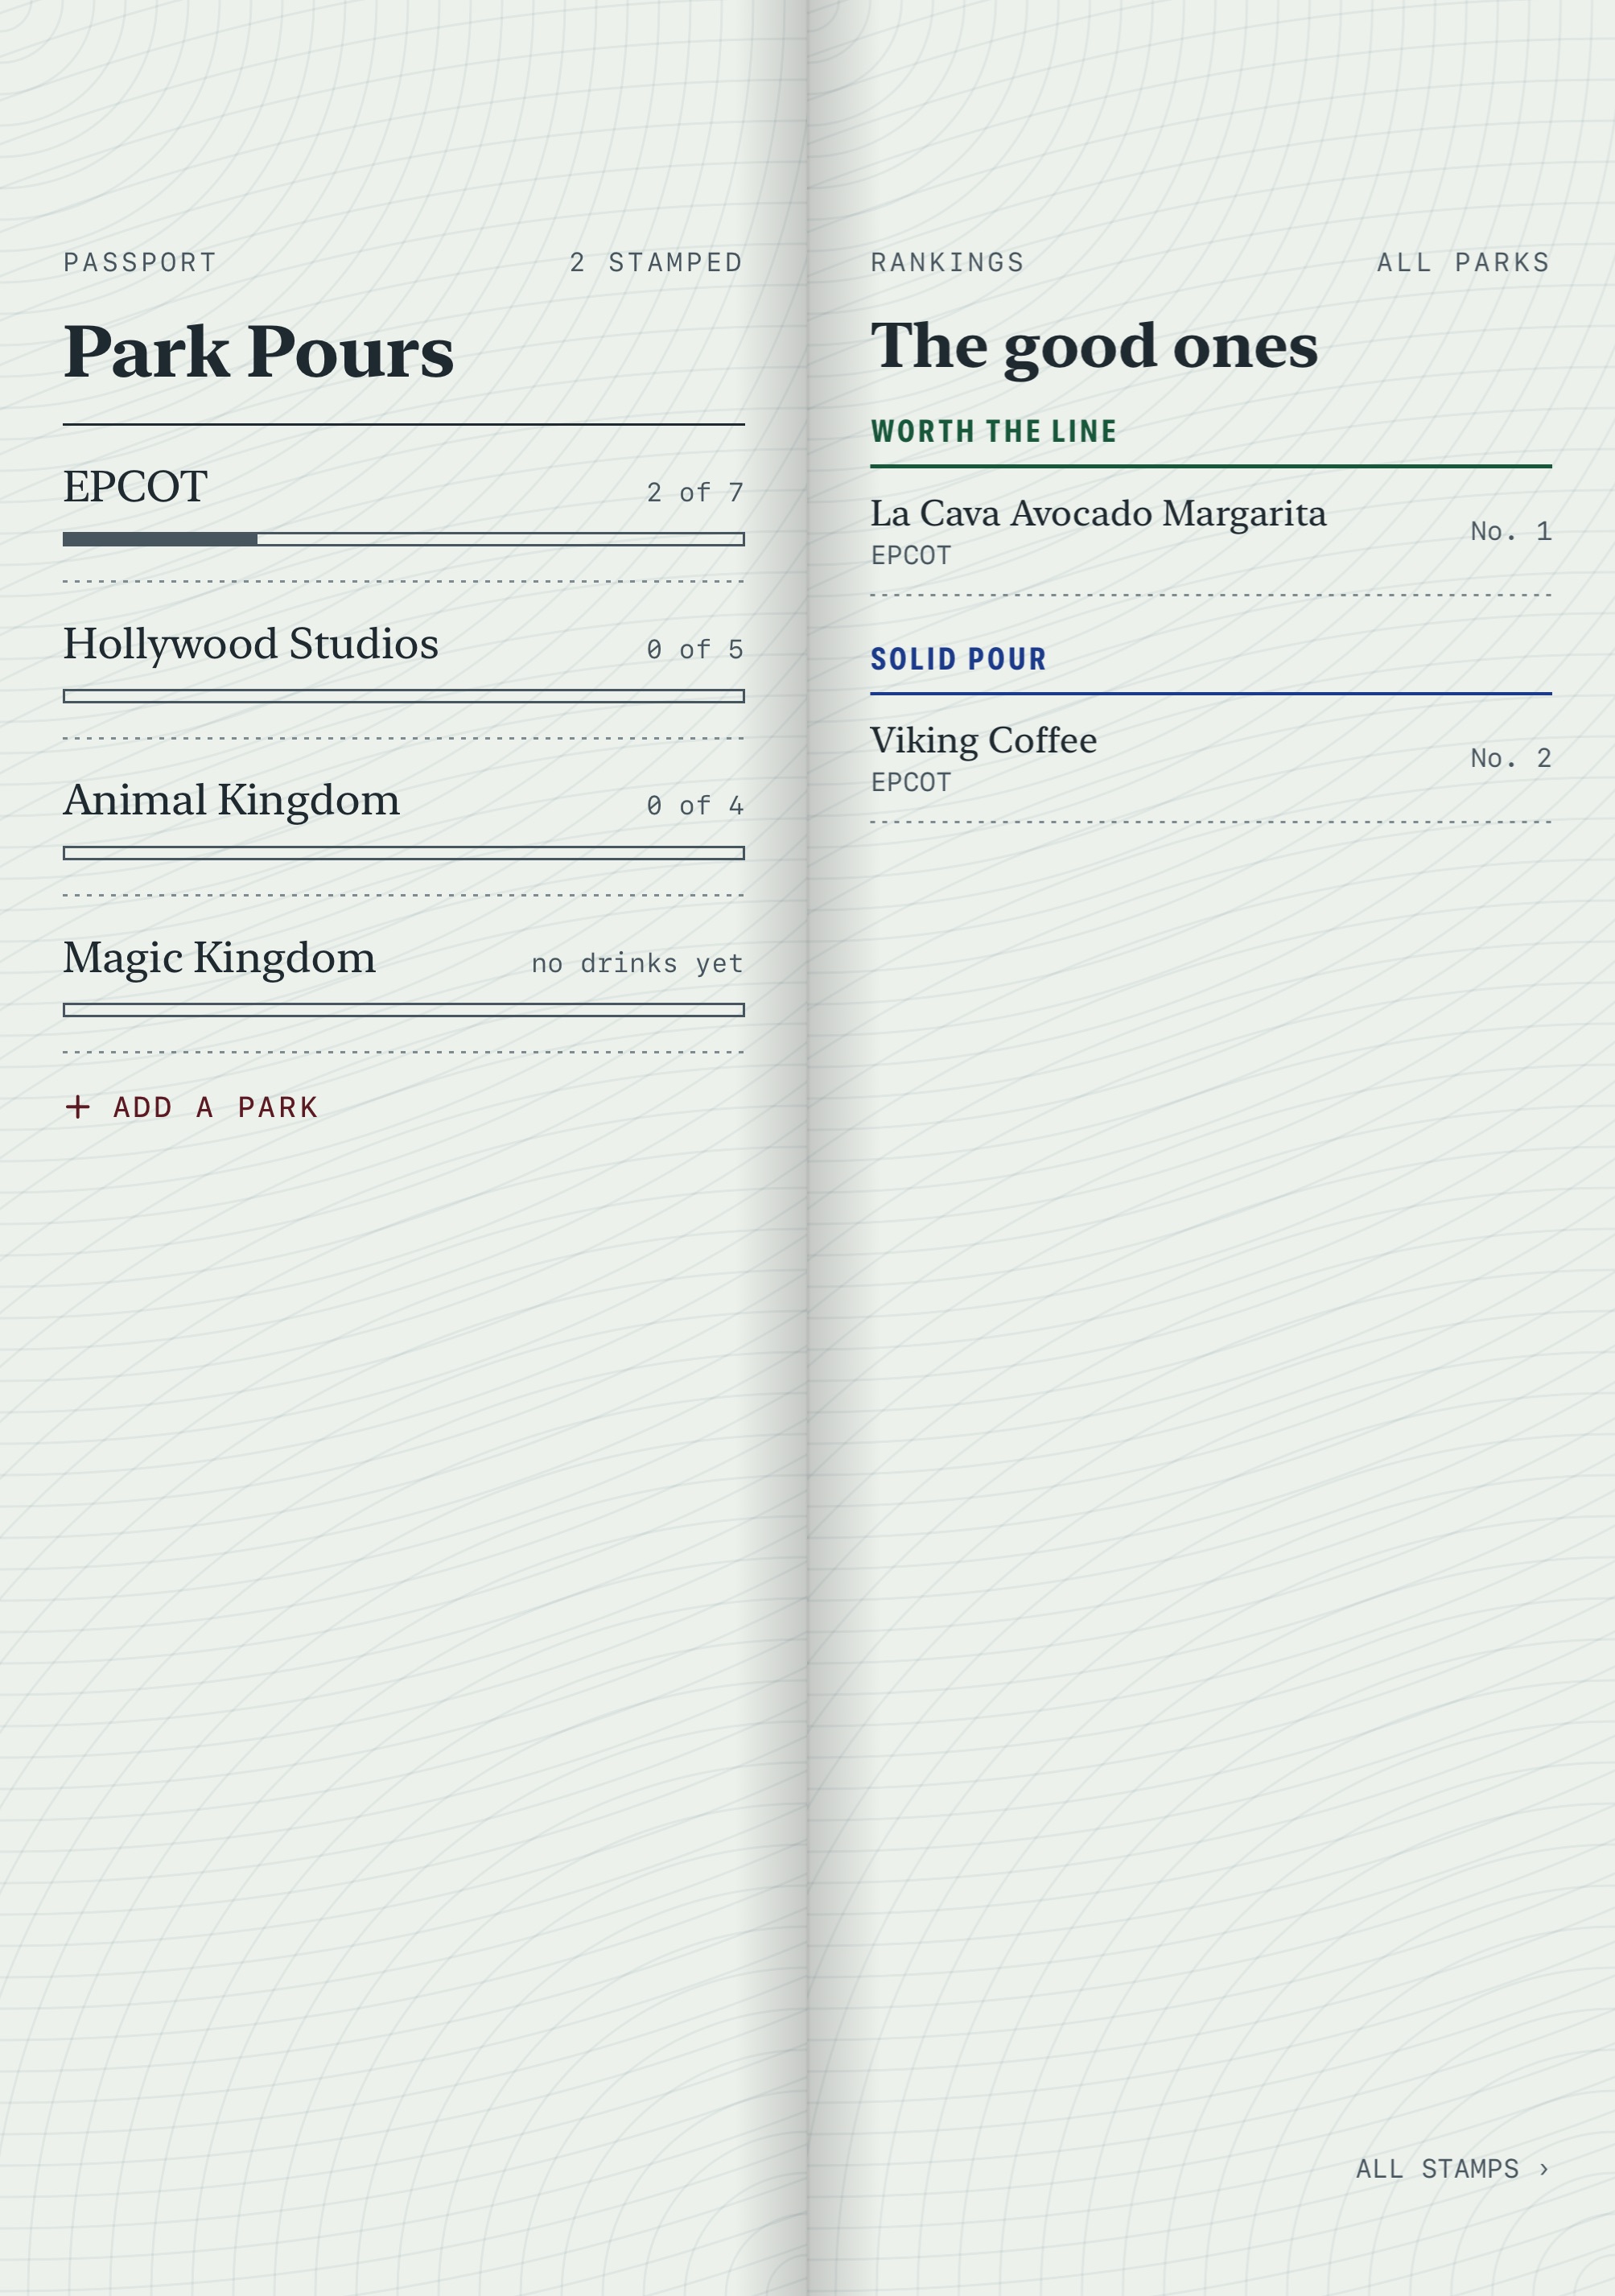 PASSPORT 2 STAMPED
Park Pours
EPCOT 2 of 7
Hollywood Studios 0 of 5
Animal Kingdom 0 of 4
Magic Kingdom no drinks yet
+ ADD A PARK
RANKINGS ALL PARKS
The good ones
WORTH THE LINE
La Cava Avocado Margarita No. 1
EPCOT
SOLID POUR
Viking Coffee No. 2
EPCOT
ALL STAMPS ›